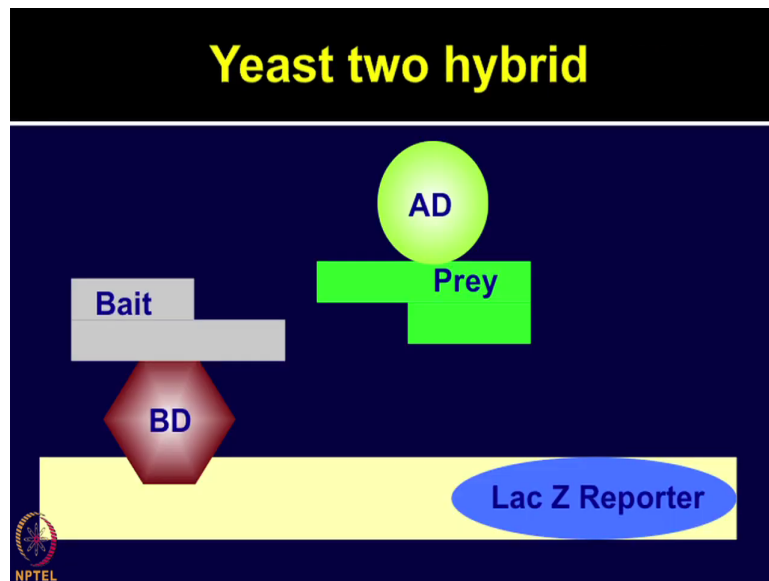 Yeast two hybrid
AD
Prey
Bait
BD
Lac Z Reporter
NPTEL